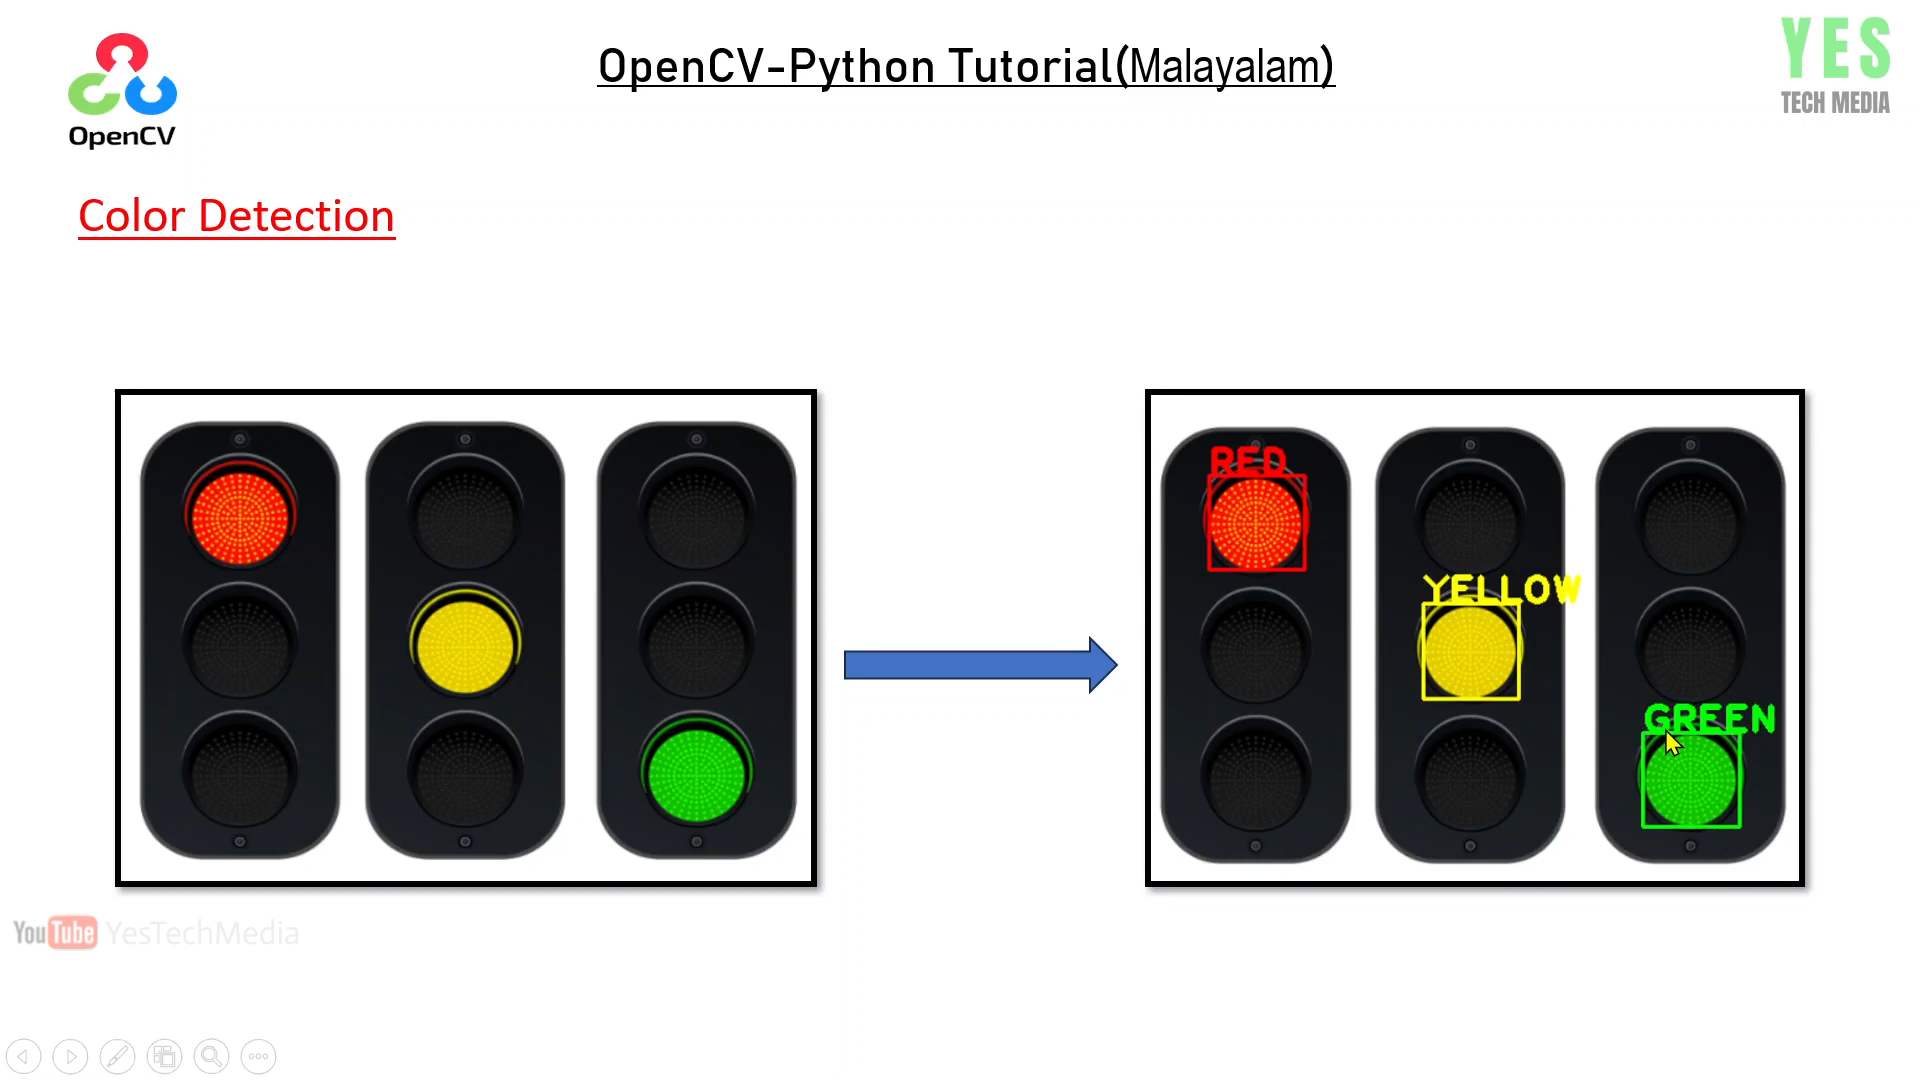 OpenCV
OpenCV-Python Tutorial(Malayalam)
YES
TECH MEDIA
Color Detection
RED
YELLOW
GREEN
YouTube YesTechMedia